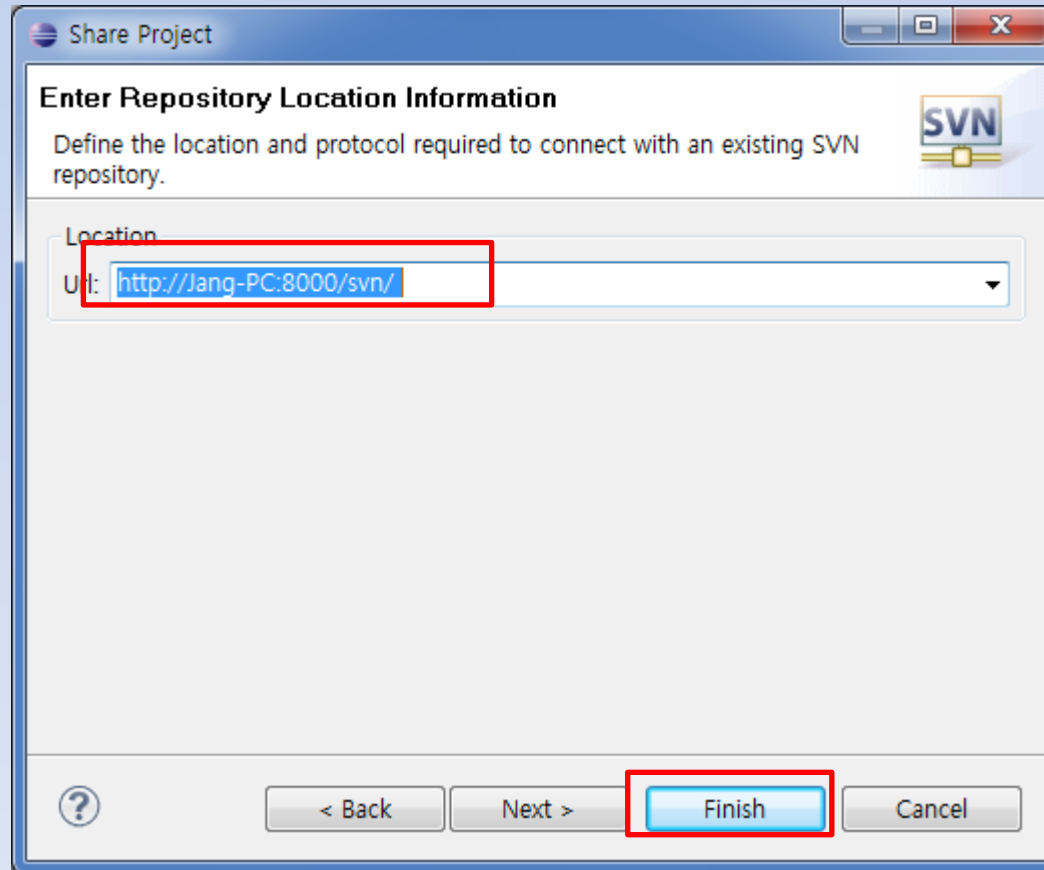 Share Project
Enter Repository Location Information
Define the location and protocol required to connect with an existing SVN
repository.
SVN
Location
Url: http://Jang-PC:8000/svn/
?
< Back
Next >
Finish
Cancel